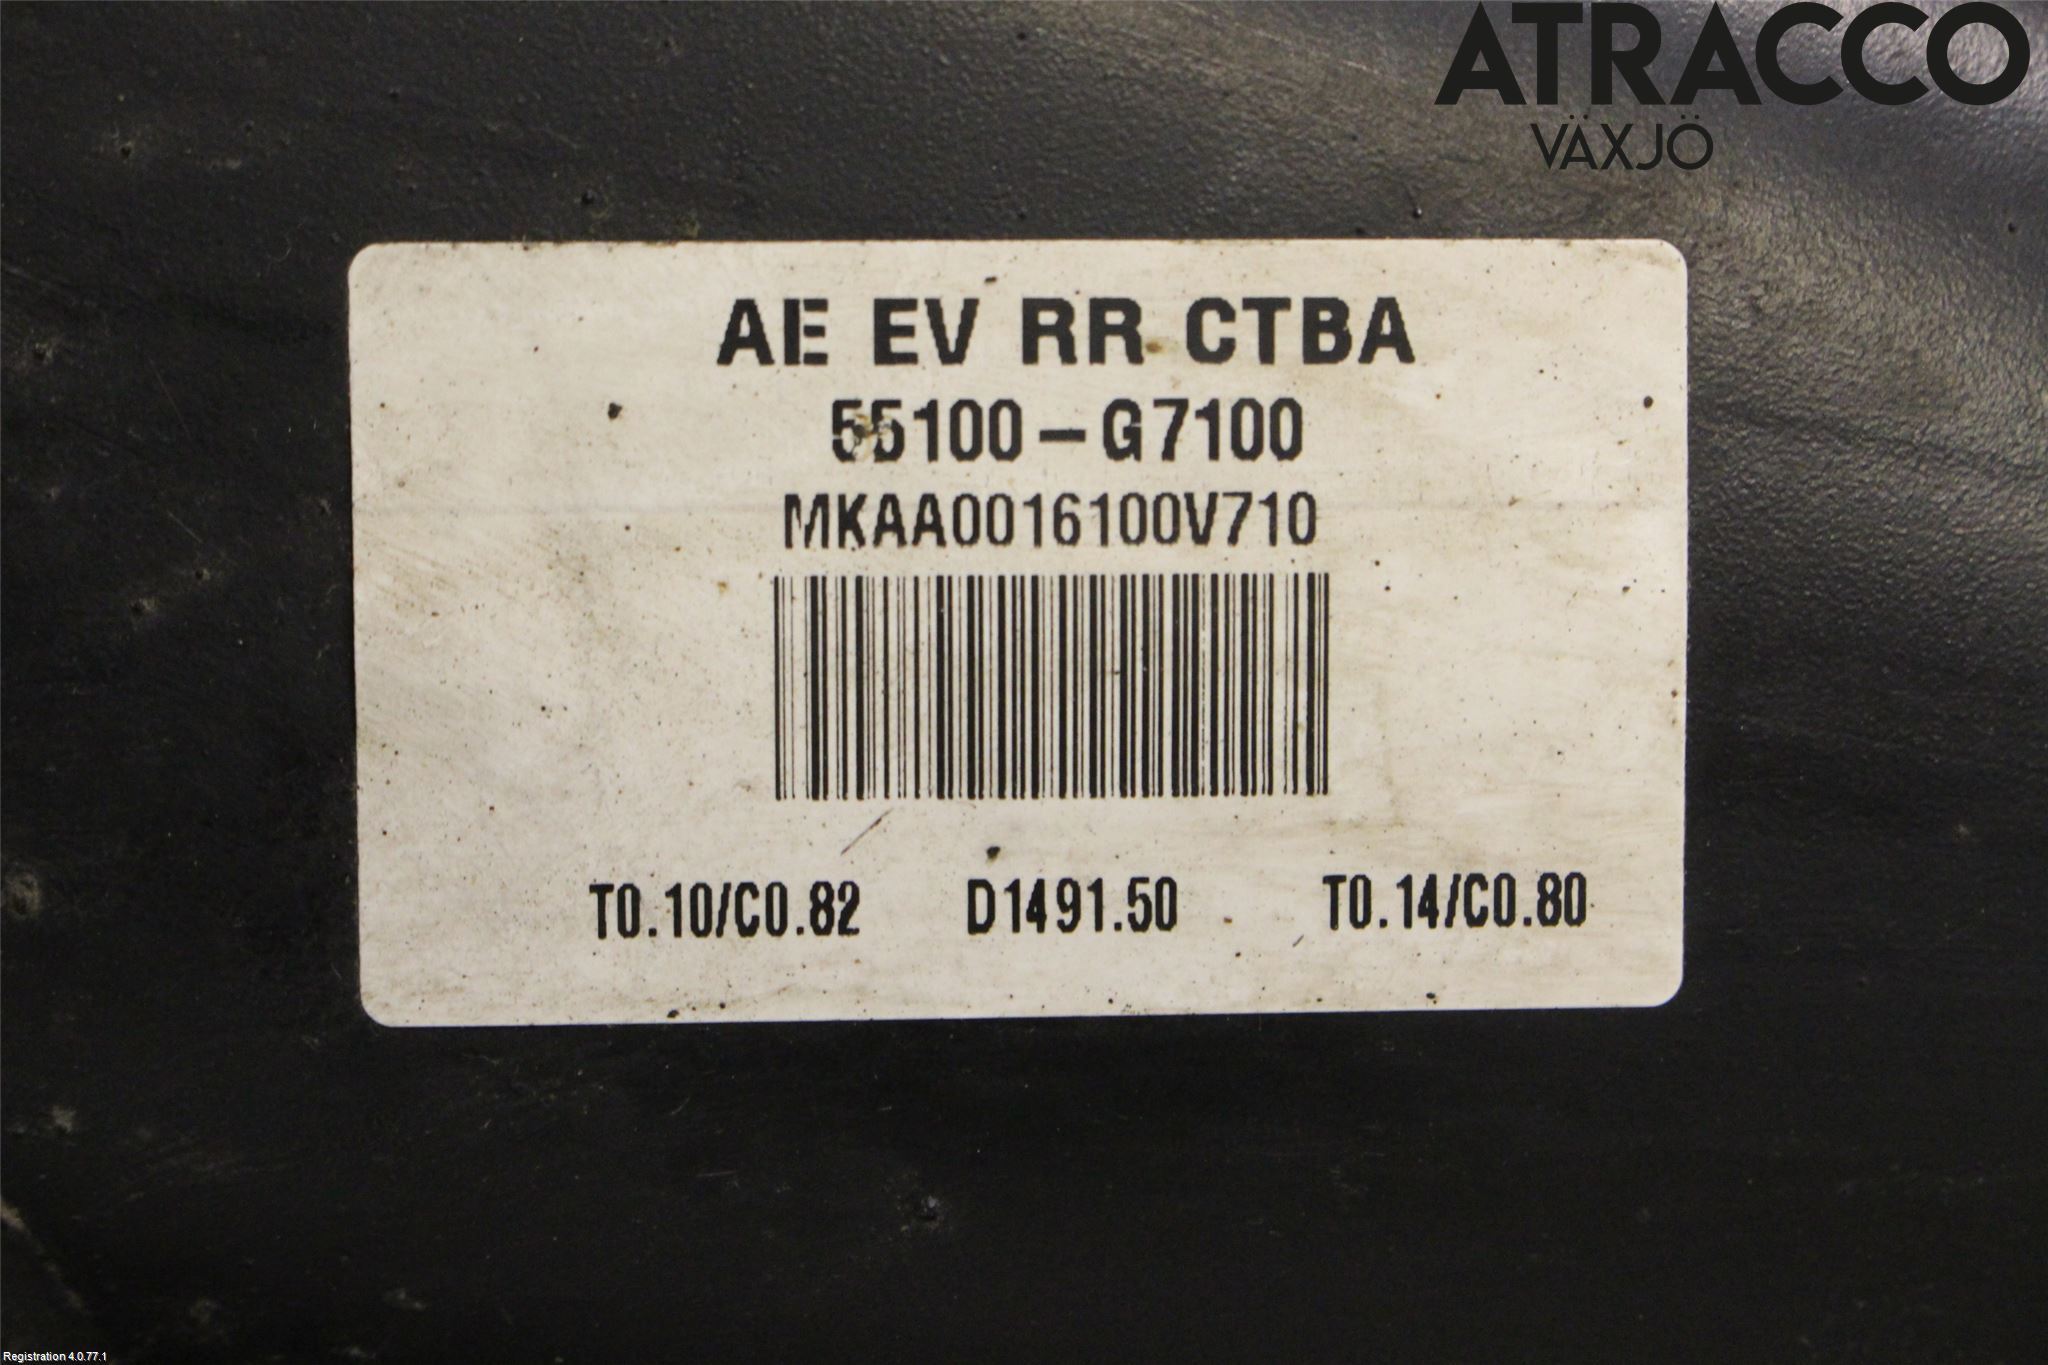 ATRACCO
VÄXJÖ
AE EV RR CTBA
55100-G7100
MKAA0016100V710
T0.10/C0.82 D1491.50 T0.14/C0.80
Registration 4.0.77.1